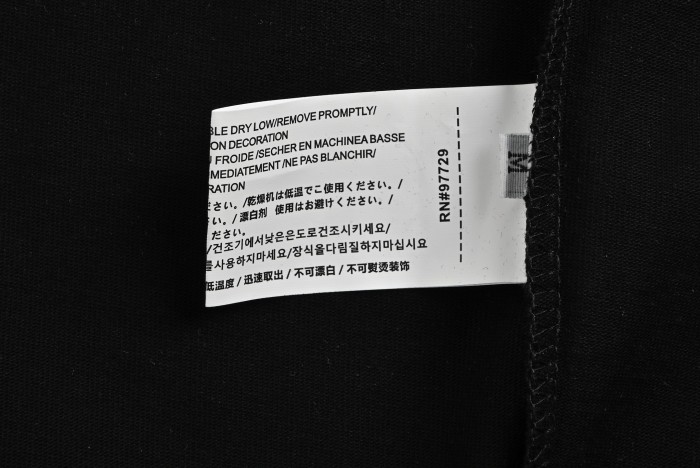 BLE DRY LOW/REMOVE PROMPTLY/
ON DECORATION
U FROIDE /SECHER EN MACHINEA BASSE
MEDIATEMENT /NE PAS BLANCHIR/
RATION
ださい。/乾燥机は低温でご使用ください。/
い。/漂白剤 使用はお避けください。/
ださい。
/건조기에서낮은온도로건조시키세요/
를사용하지마세요/장식을다림질하지마십시요
低温度 / 迅速取出 / 不可漂白 / 不可熨烫装饰
RN#97729
M